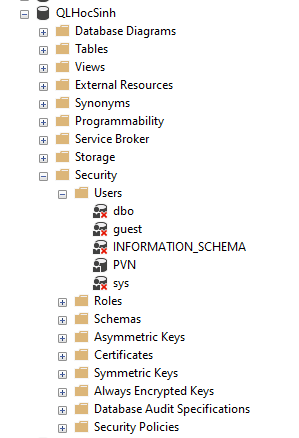 QLHocSinh
Database Diagrams
Tables
Views
External Resources
Synonyms
Programmability
Service Broker
Storage
Security
Users
dbo
guest
INFORMATION_SCHEMA
PVN
sys
Roles
Schemas
Asymmetric Keys
Certificates
Symmetric Keys
Always Encrypted Keys
Database Audit Specifications
Security Policies